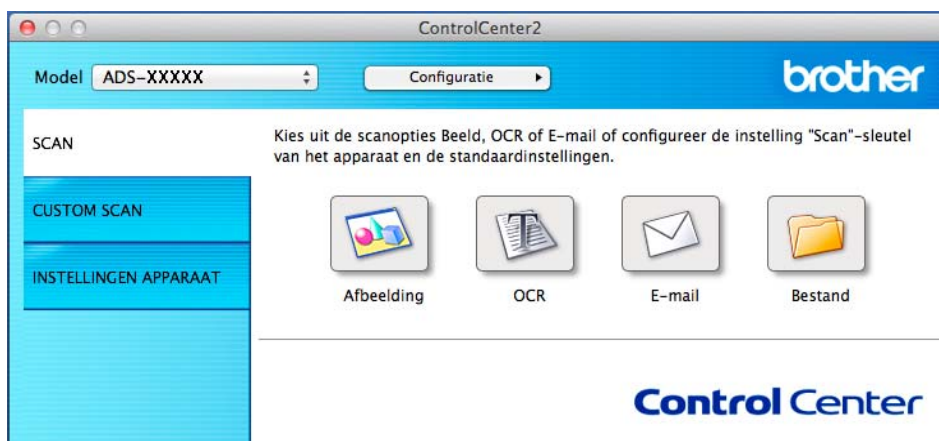 ControlCenter2
Model ADS-XXXXX Configuratie brother
SCAN
Kies uit de scanopties Beeld, OCR of E-mail of configureer de instelling "Scan"-sleutel
van het apparaat en de standaardinstellingen.
CUSTOM SCAN
INSTELLINGEN APPARAAT
Afbeelding OCR E-mail Bestand
Control Center